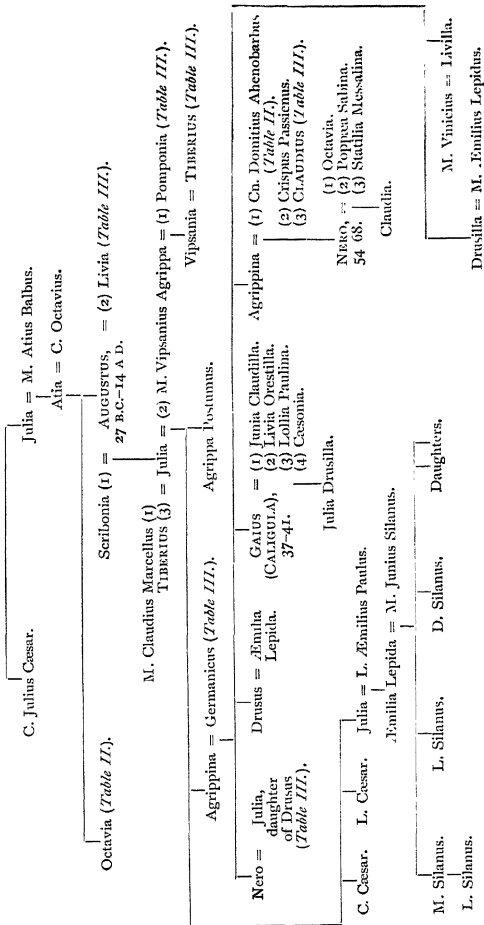 C. Julius Cæsar. Julia = M. Atius Balbus.
Atia = C. Octavius.
Octavia (Table II.). Scribonia (1) = AUGUSTUS, = (2) Livia (Table III.).
27 B.C.–14 A D.
M. Claudius Marcellus (1)
TIBERIUS (3) = Julia = (2) M. Vipsanius Agrippa = (1) Pomponia (Table III.).
Vipsania = TIBERIUS (Table III.).
Agrippina = Germanicus (Table III.). Agrippa Postumus.
Nero = Julia,
daughter
of Drusus
(Table III.).
Drusus = Æmilia
Lepida.
GAIUS
(CALIGULA),
37–41.
= (1) Junia Claudilla.
(2) Livia Orestilla.
(3) Lollia Paulina.
(4) Cæsonia.
Julia Drusilla.
Agrippina = (1) Cn. Domitius Ahenobarbus
(Table II.).
(2) Crispus Passienus.
(3) CLAUDIUS (Table III.).
NERO, =
54 68.
(1) Octavia.
(2) Poppæa Sabina.
(3) Statilia Messalina.
Claudia.
C. Cæsar. L. Cæsar. Julia = L. Æmilius Paulus.
Æmilia Lepida = M. Junius Silanus.
M. Silanus. L. Silanus. D. Silanus. Daughters.
L. Silanus.
Drusilla = M. Æmilius Lepidus.
M. Vinicius = Livilla.